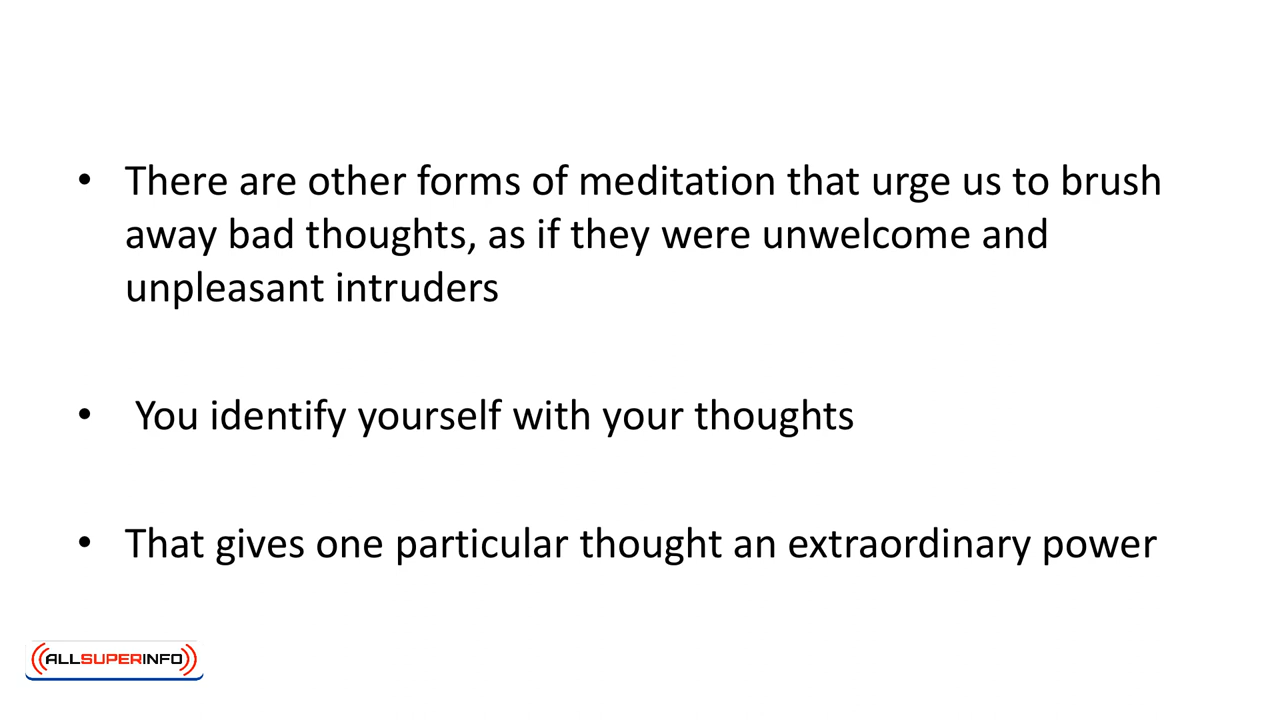 • There are other forms of meditation that urge us to brush
away bad thoughts, as if they were unwelcome and
unpleasant intruders
• You identify yourself with your thoughts
• That gives one particular thought an extraordinary power
ALLSUPERINFO